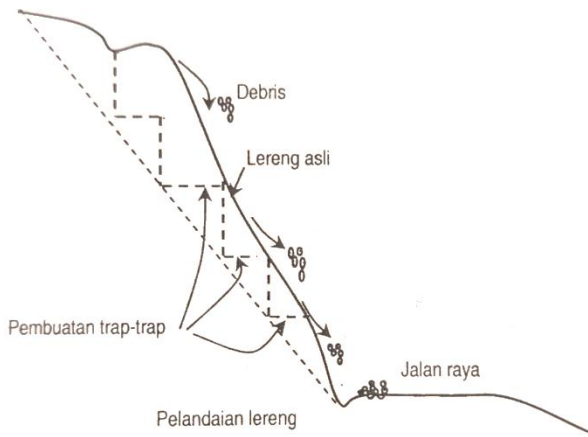 Debris
Lereng asli
Pembuatan trap-trap
Jalan raya
Pelandaian lereng